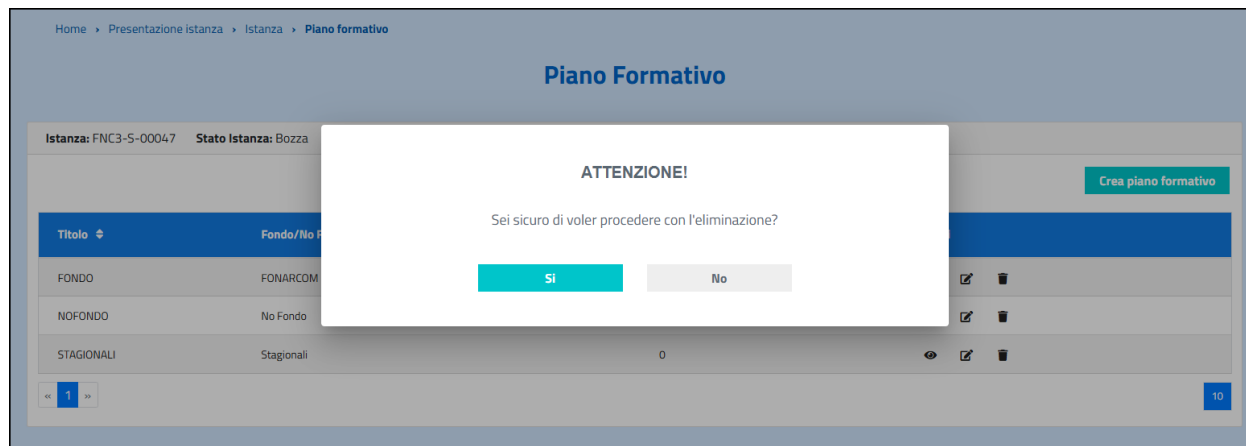 Home › Presentazione istanza › Istanza › Piano formativo
Piano Formativo
Istanza: FNC3-S-00047 Stato Istanza: Bozza
ATTENZIONE!
Sei sicuro di voler procedere con l'eliminazione?
Si No
Crea piano formativo
Titolo Fondo/No
FONDO FONARCOM
NOFONDO No Fondo
STAGIONALI Stagionali 0
« 1 » 10